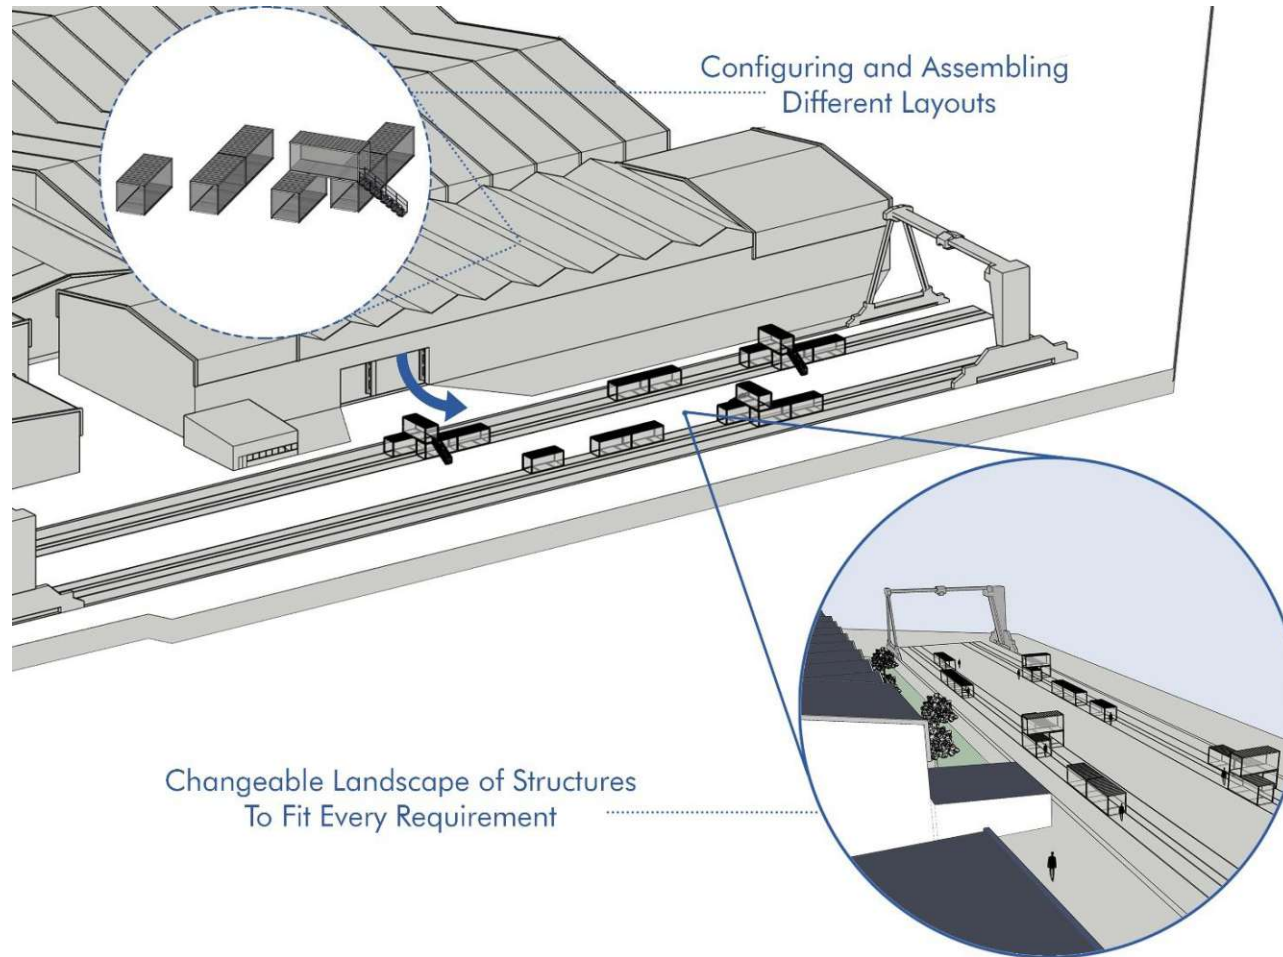 Configuring and Assembling
Different Layouts
Changeable Landscape of Structures
To Fit Every Requirement